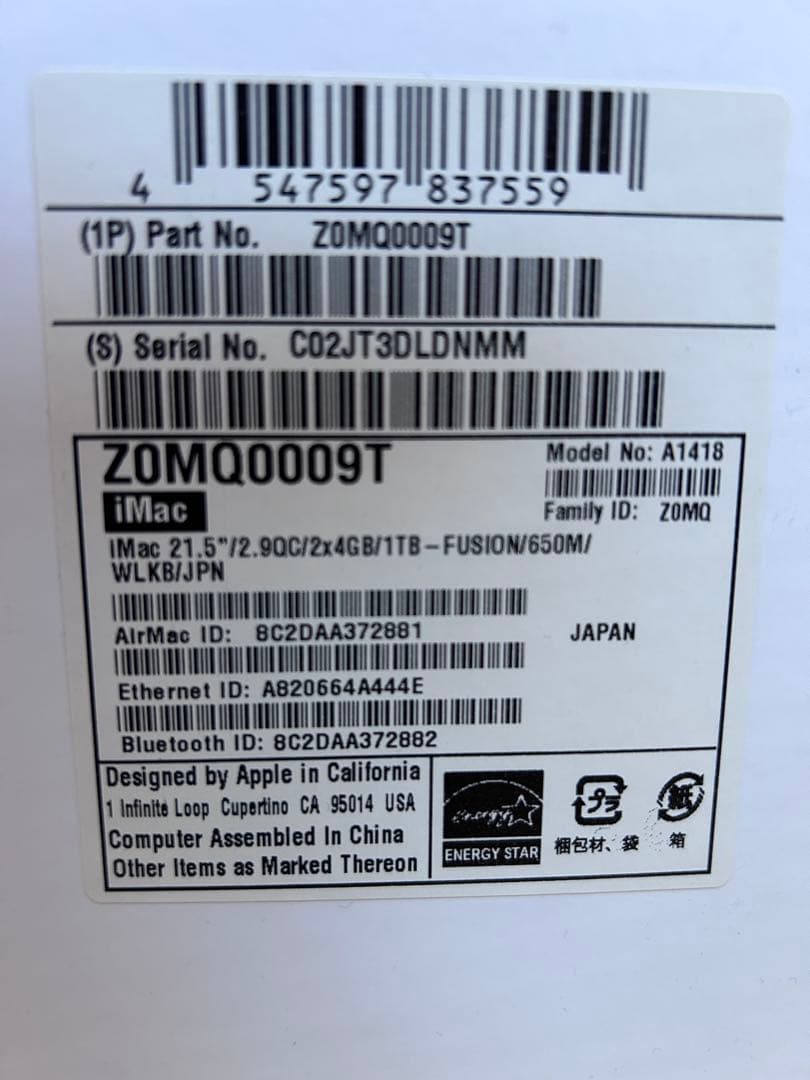 4 547597 837559
(1P) Part No. Z0MQ0009T
(S) Serial No. C02JT3DLDNMM
Z0MQ0009T
Model No: A1418
iMac
Family ID: Z0MQ
iMac 21.5"/2.9QC/2x4GB/1TB-FUSION/650M/
WLKB/JPN
AirMac ID: 8C2DAA372881
JAPAN
Ethernet ID: A820664A444E
Bluetooth ID: 8C2DAA372882
Designed by Apple in California
1 Infinite Loop Cupertino CA 95014 USA
Computer Assembled In China
Other Items as Marked Thereon
energy
ENERGY STAR
プラ
紙
梱包材、袋
箱